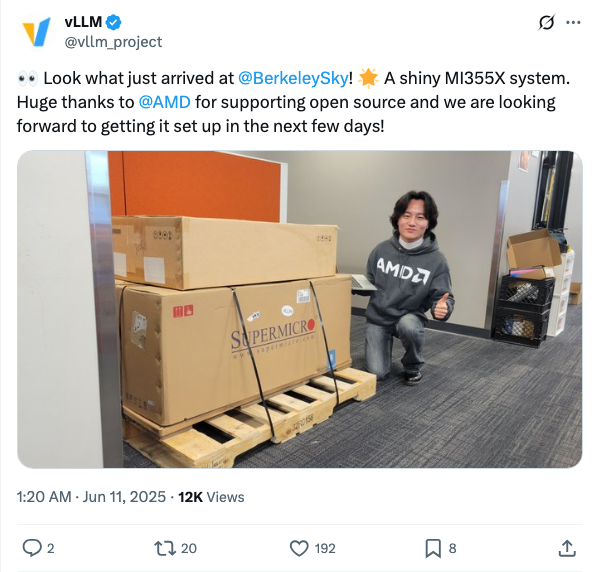 vLLM
@vllm_project
👀 Look what just arrived at @BerkeleySky! 🌟 A shiny MI355X system.
Huge thanks to @AMD for supporting open source and we are looking
forward to getting it set up in the next few days!
AMD
SUPERMICRO
www.supermicro.com
1:20 AM · Jun 11, 2025 · 12K Views
2
20
192
8